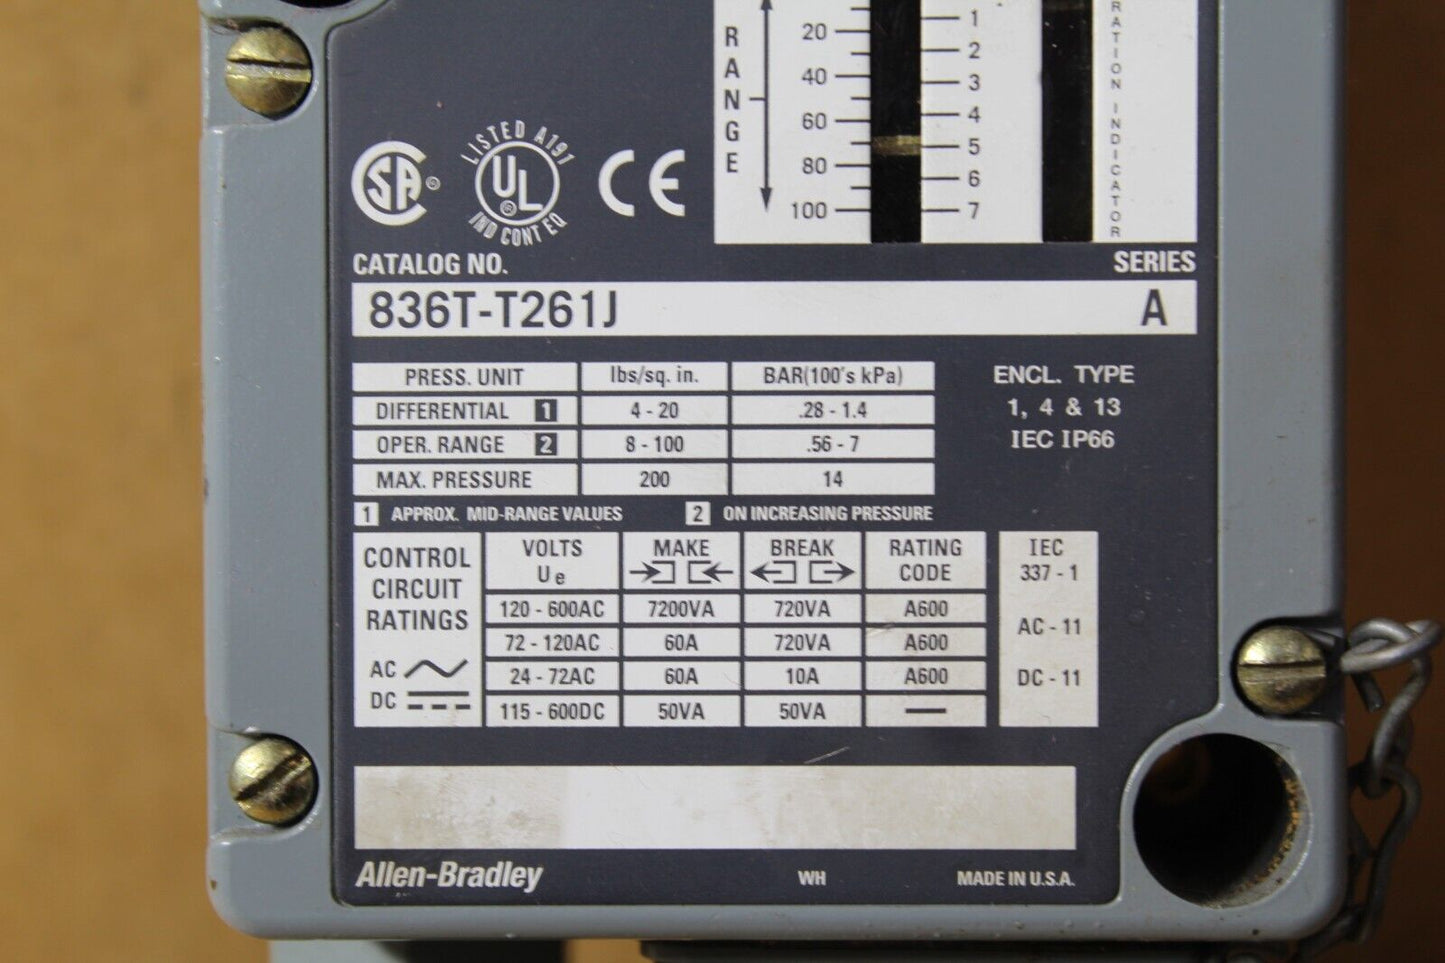 RANGE
20
40
60
80
100
1
2
3
4
5
6
7
RATION INDICATOR
SA
LISTED A191
UL
IND CONT EQ
CE
CATALOG NO.
SERIES
836T-T261J A
PRESS. UNIT lbs/sq. in. BAR(100's kPa)
DIFFERENTIAL 1 4 - 20 .28 - 1.4
OPER. RANGE 2 8 - 100 .56 - 7
MAX. PRESSURE 200 14
ENCL. TYPE
1, 4 & 13
IEC IP66
1 APPROX. MID-RANGE VALUES 2 ON INCREASING PRESSURE
CONTROL
CIRCUIT
RATINGS
AC
DC
VOLTS Ue MAKE BREAK RATING CODE
120 - 600AC 7200VA 720VA A600
72 - 120AC 60A 720VA A600
24 - 72AC 60A 10A A600
115 - 600DC 50VA 50VA —
IEC
337 - 1
AC - 11
DC - 11
Allen-Bradley WH MADE IN U.S.A.